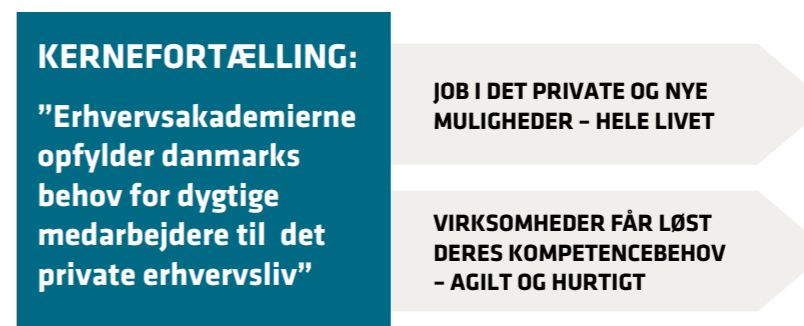 KERNEFORTÆLLING:
”Erhvervsakademierne
opfylder danmarks
behov for dygtige
medarbejdere til det
private erhvervsliv”
JOB I DET PRIVATE OG NYE
MULIGHEDER – HELE LIVET
VIRKSOMHEDER FÅR LØST
DERES KOMPETENCEBEHOV
– AGILT OG HURTIGT